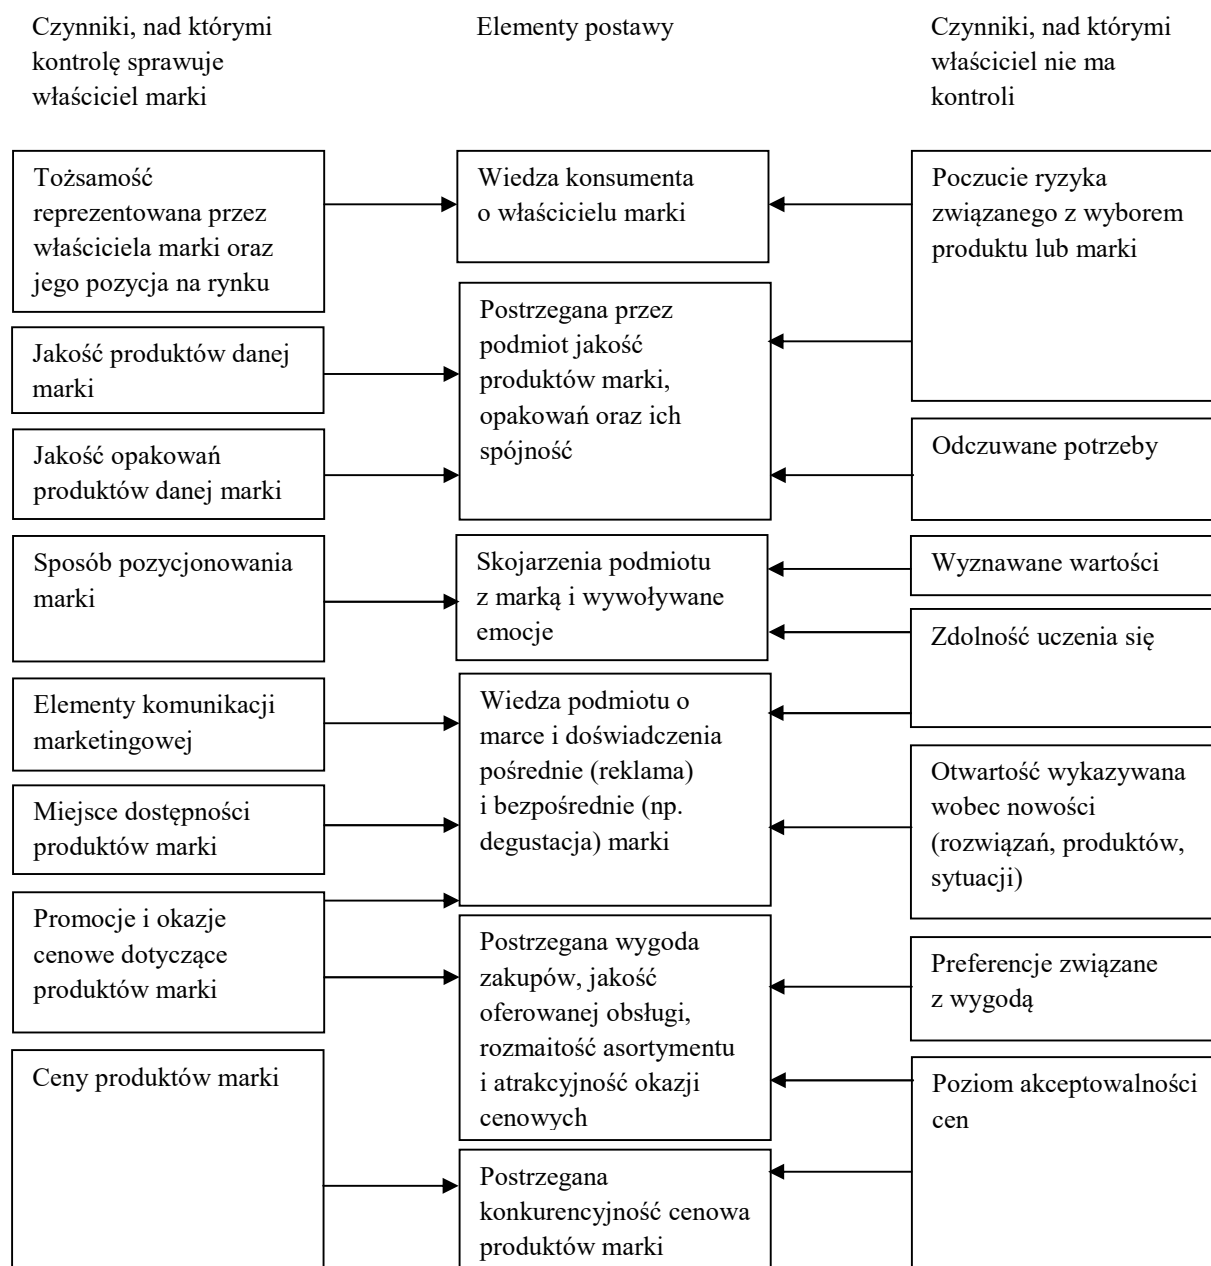 Czynniki, nad którymi
kontrolę sprawuje
właściciel marki
Elementy postawy
Czynniki, nad którymi
właściciel nie ma
kontroli
Tożsamość
reprezentowana przez
właściciela marki oraz
jego pozycja na rynku
Jakość produktów danej
marki
Jakość opakowań
produktów danej marki
Sposób pozycjonowania
marki
Elementy komunikacji
marketingowej
Miejsce dostępności
produktów marki
Promocje i okazje
cenowe dotyczące
produktów marki
Ceny produktów marki
Wiedza konsumenta
o właścicielu marki
Postrzegana przez
podmiot jakość
produktów marki,
opakowań oraz ich
spójność
Skojarzenia podmiotu
z marką i wywoływane
emocje
Wiedza podmiotu o
marce i doświadczenia
pośrednie (reklama)
i bezpośrednie (np.
degustacja) marki
Postrzegana wygoda
zakupów, jakość
oferowanej obsługi,
rozmaitość asortymentu
i atrakcyjność okazji
cenowych
Postrzegana
konkurencyjność cenowa
produktów marki
Poczucie ryzyka
związanego z wyborem
produktu lub marki
Odczuwane potrzeby
Wyznawane wartości
Zdolność uczenia się
Otwartość wykazywana
wobec nowości
(rozwiązań, produktów,
sytuacji)
Preferencje związane
z wygodą
Poziom akceptowalności
cen